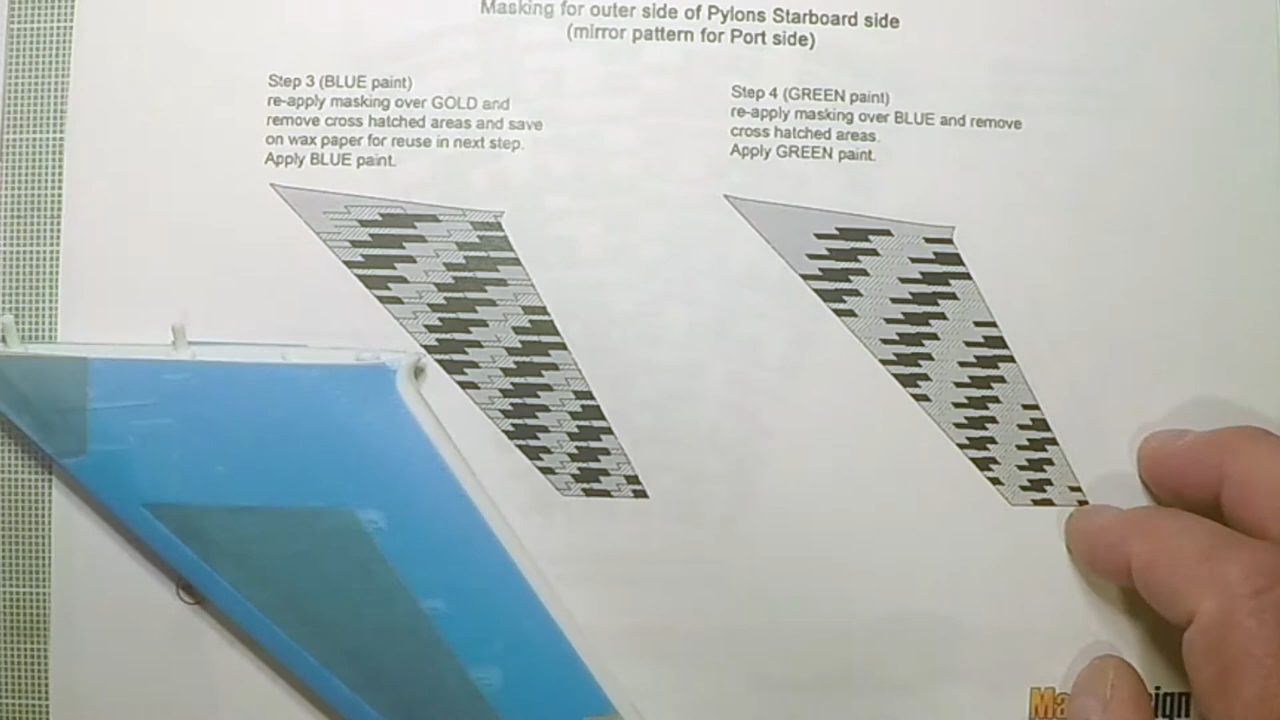 Masking for outer side of Pylons Starboard side
(mirror pattern for Port side)
Step 3 (BLUE paint)
re-apply masking over GOLD and
remove cross hatched areas and save
on wax paper for reuse in next step.
Apply BLUE paint.
Step 4 (GREEN paint)
re-apply masking over BLUE and remove
cross hatched areas.
Apply GREEN paint.